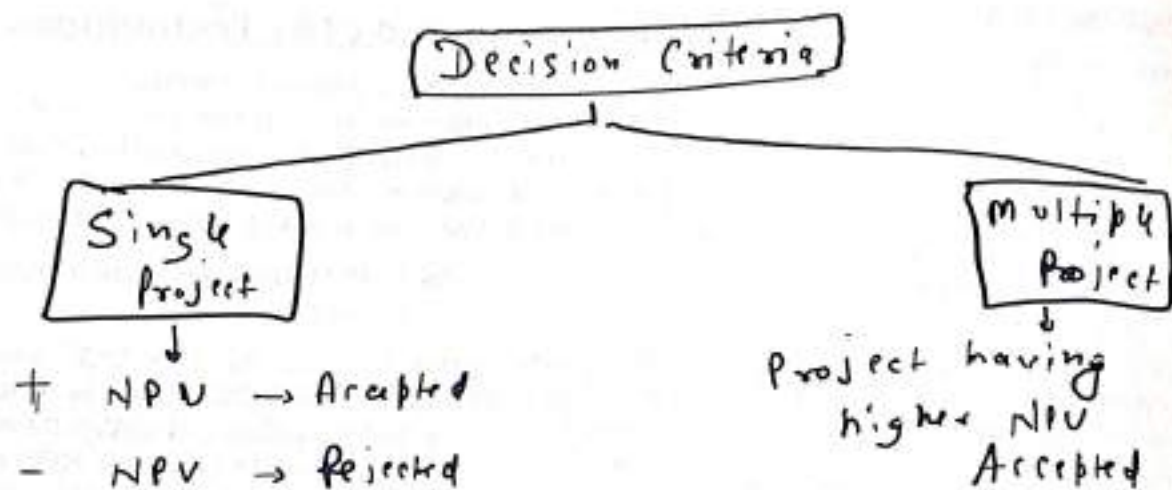 Decision Criteria
Single
Project
+ NPV → Accepted
- NPV → Rejected
Multiple
Project
Project having
higher NPV
Accepted